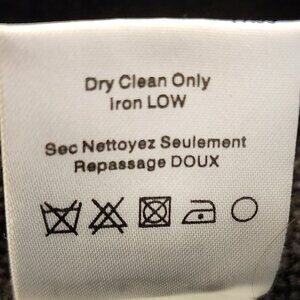 Dry Clean Only
Iron LOW
Sec Nettoyez Seulement
Repassage DOUX